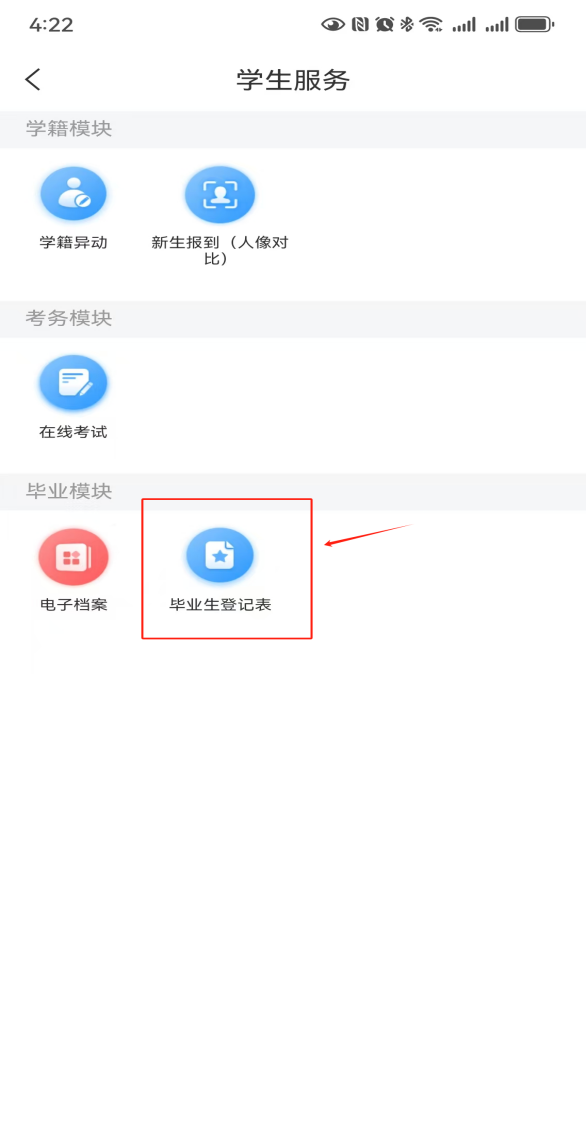 4:22
学生服务
学籍模块
学籍异动
新生报到（人像对
比）
考务模块
在线考试
毕业模块
电子档案
毕业生登记表